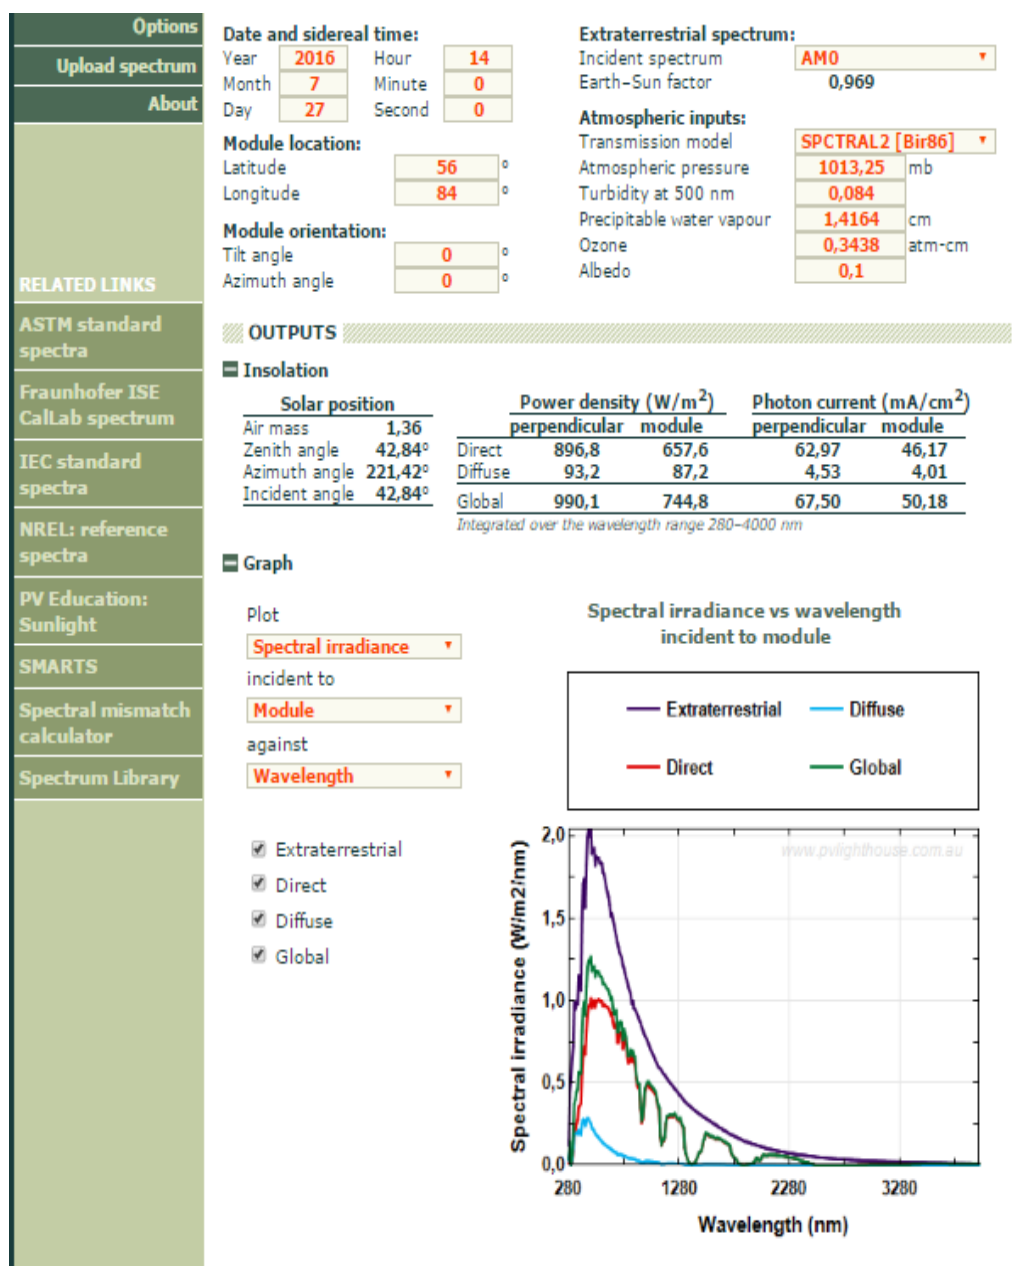 Options
Upload spectrum
About
RELATED LINKS
ASTM standard
spectra
Fraunhofer ISE
CalLab spectrum
IEC standard
spectra
NREL: reference
spectra
PV Education:
Sunlight
SMARTS
Spectral mismatch
calculator
Spectrum Library
Date and sidereal time:
Year 2016 Hour 14
Month 7 Minute 0
Day 27 Second 0
Module location:
Latitude 56 º
Longitude 84 º
Module orientation:
Tilt angle 0 º
Azimuth angle 0 º
Extraterrestrial spectrum:
Incident spectrum AM0
Earth-Sun factor 0,969
Atmospheric inputs:
Transmission model SPCTRAL2 [Bir86]
Atmospheric pressure 1013,25 mb
Turbidity at 500 nm 0,084
Precipitable water vapour 1,4164 cm
Ozone 0,3438 atm-cm
Albedo 0,1
OUTPUTS
Insolation
Solar position
Air mass 1,36
Zenith angle 42,84º
Azimuth angle 221,42º
Incident angle 42,84º
Power density (W/m²) Photon current (mA/cm²)
perpendicular module perpendicular module
Direct 896,8 657,6 62,97 46,17
Diffuse 93,2 87,2 4,53 4,01
Global 990,1 744,8 67,50 50,18
Integrated over the wavelength range 280-4000 nm
Graph
Plot
Spectral irradiance
incident to
Module
against
Wavelength
Extraterrestrial
Direct
Diffuse
Global
Spectral irradiance vs wavelength
incident to module
Extraterrestrial Diffuse
Direct Global
www.pvlighthouse.com.au
Spectral irradiance (W/m2/nm)
2,0
1,5
1,0
0,5
0,0
280 1280 2280 3280
Wavelength (nm)